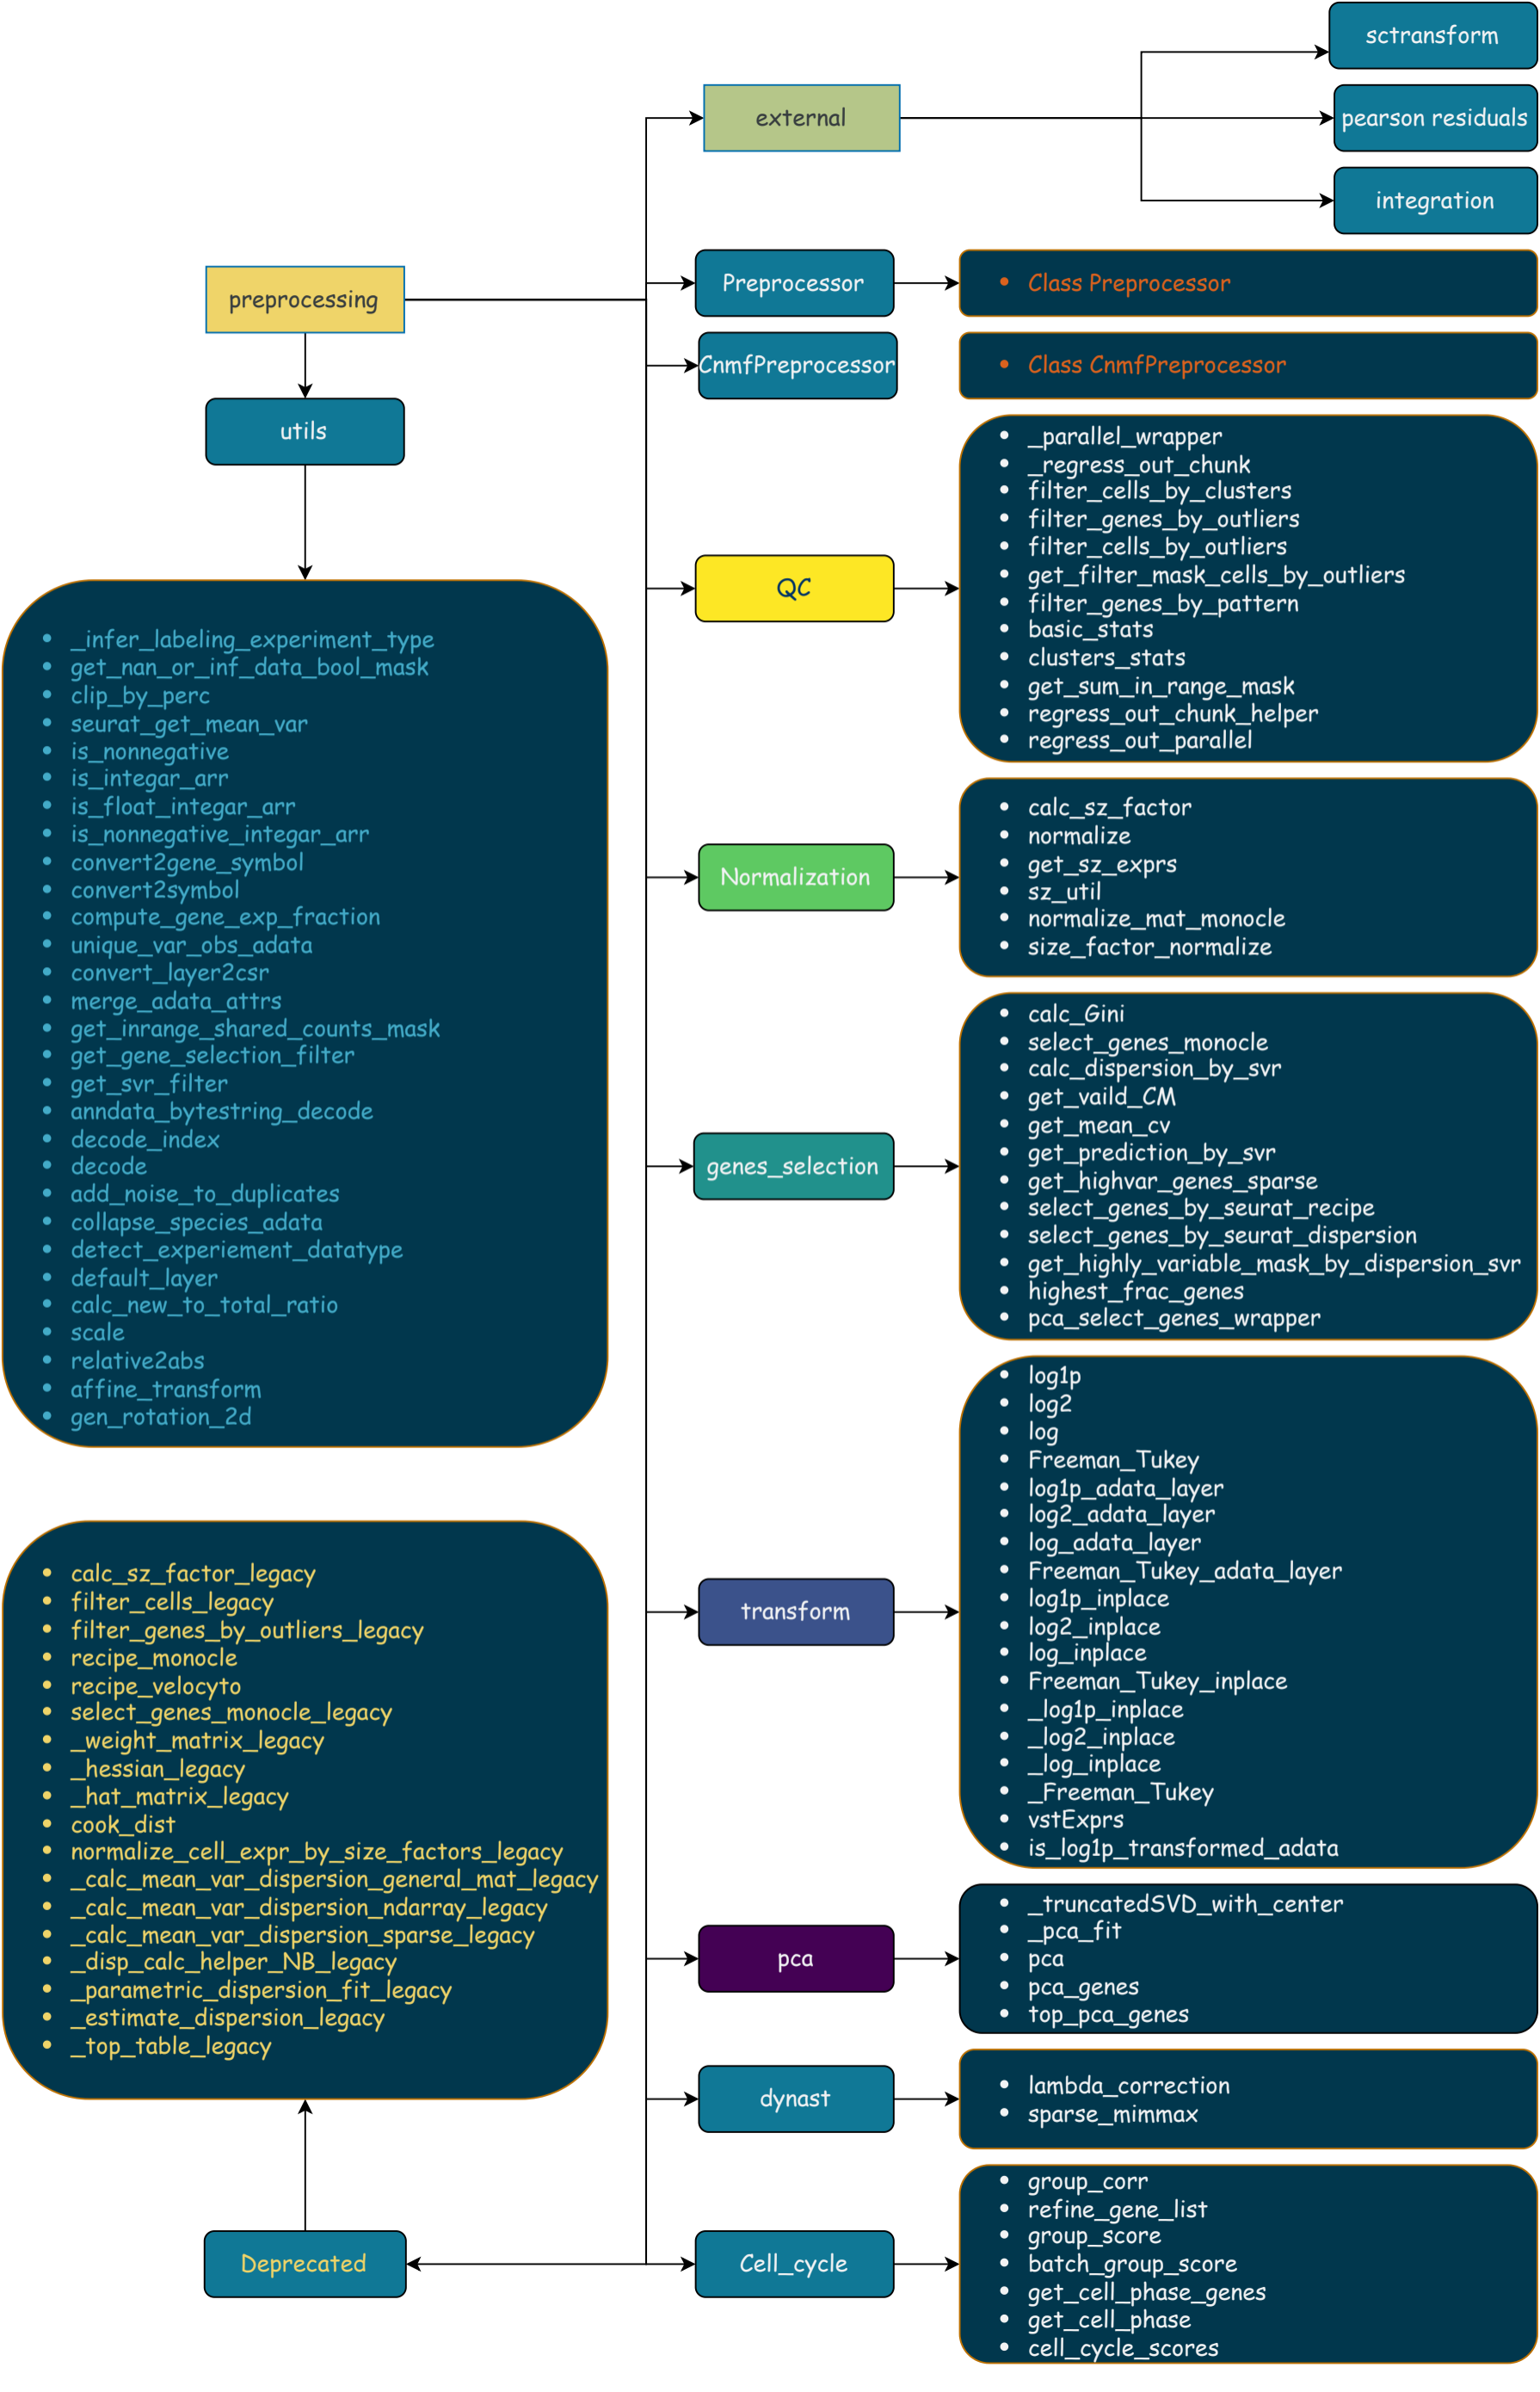 sctransform
external
pearson residuals
integration
preprocessing
Preprocessor
• Class Preprocessor
CnmfPreprocessor
• Class CnmfPreprocessor
utils
• _infer_labeling_experiment_type
• get_nan_or_inf_data_bool_mask
• clip_by_perc
• seurat_get_mean_var
• is_nonnegative
• is_integar_arr
• is_float_integar_arr
• is_nonnegative_integar_arr
• convert2gene_symbol
• convert2symbol
• compute_gene_exp_fraction
• unique_var_obs_adata
• convert_layer2csr
• merge_adata_attrs
• get_inrange_shared_counts_mask
• get_gene_selection_filter
• get_svr_filter
• anndata_bytestring_decode
• decode_index
• decode
• add_noise_to_duplicates
• collapse_species_adata
• detect_experiement_datatype
• default_layer
• calc_new_to_total_ratio
• scale
• relative2abs
• affine_transform
• gen_rotation_2d
QC
• _parallel_wrapper
• _regress_out_chunk
• filter_cells_by_clusters
• filter_genes_by_outliers
• filter_cells_by_outliers
• get_filter_mask_cells_by_outliers
• filter_genes_by_pattern
• basic_stats
• clusters_stats
• get_sum_in_range_mask
• regress_out_chunk_helper
• regress_out_parallel
Normalization
• calc_sz_factor
• normalize
• get_sz_exprs
• sz_util
• normalize_mat_monocle
• size_factor_normalize
genes_selection
• calc_Gini
• select_genes_monocle
• calc_dispersion_by_svr
• get_vaild_CM
• get_mean_cv
• get_prediction_by_svr
• get_highvar_genes_sparse
• select_genes_by_seurat_recipe
• select_genes_by_seurat_dispersion
• get_highly_variable_mask_by_dispersion_svr
• highest_frac_genes
• pca_select_genes_wrapper
transform
• log1p
• log2
• log
• Freeman_Tukey
• log1p_adata_layer
• log2_adata_layer
• log_adata_layer
• Freeman_Tukey_adata_layer
• log1p_inplace
• log2_inplace
• log_inplace
• Freeman_Tukey_inplace
• _log1p_inplace
• _log2_inplace
• _log_inplace
• _Freeman_Tukey
• vstExprs
• is_log1p_transformed_adata
• calc_sz_factor_legacy
• filter_cells_legacy
• filter_genes_by_outliers_legacy
• recipe_monocle
• recipe_velocyto
• select_genes_monocle_legacy
• _weight_matrix_legacy
• _hessian_legacy
• _hat_matrix_legacy
• cook_dist
• normalize_cell_expr_by_size_factors_legacy
• _calc_mean_var_dispersion_general_mat_legacy
• _calc_mean_var_dispersion_ndarray_legacy
• _calc_mean_var_dispersion_sparse_legacy
• _disp_calc_helper_NB_legacy
• _parametric_dispersion_fit_legacy
• _estimate_dispersion_legacy
• _top_table_legacy
pca
• _truncatedSVD_with_center
• _pca_fit
• pca
• pca_genes
• top_pca_genes
dynast
• lambda_correction
• sparse_mimmax
Deprecated
Cell_cycle
• group_corr
• refine_gene_list
• group_score
• batch_group_score
• get_cell_phase_genes
• get_cell_phase
• cell_cycle_scores